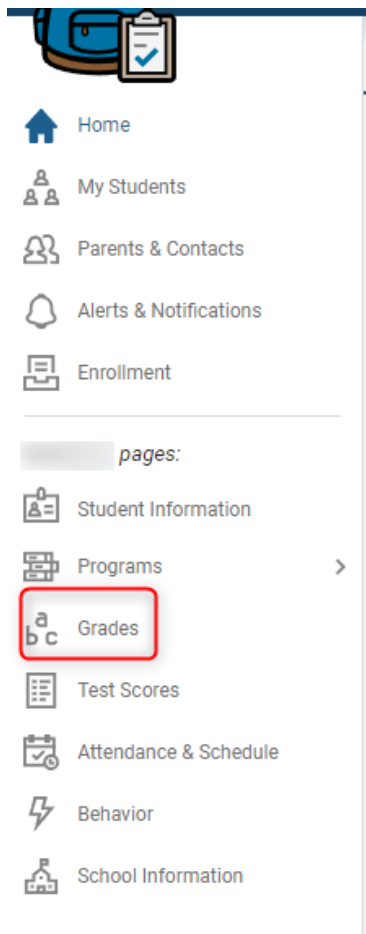 Home
My Students
Parents & Contacts
Alerts & Notifications
Enrollment
pages:
Student Information
Programs
a
b c
Grades
Test Scores
Attendance & Schedule
Behavior
School Information